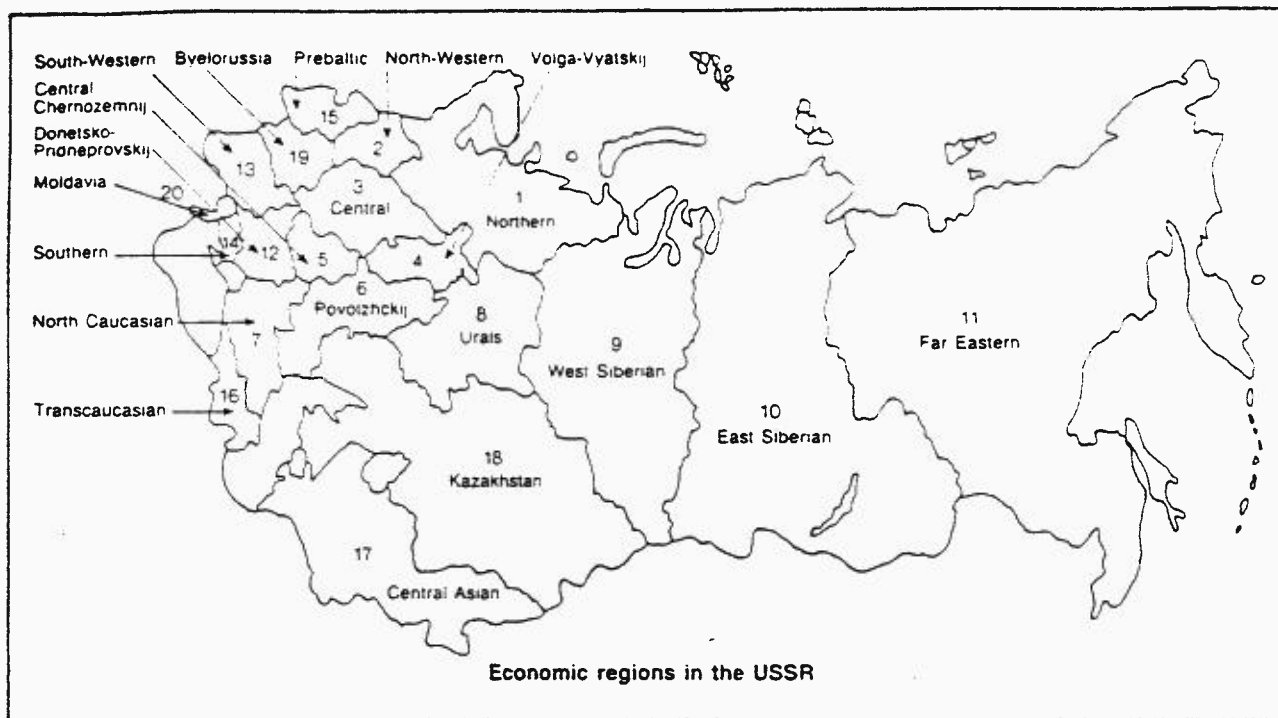 South-Western
Byelorussia
Prebaltic
North-Western
Volga-Vyatskij
Central
Chernozemnij
Donetsko-
Pridneprovskij
Moldavia
Southern
North Caucasian
Transcaucasian
15
2
19
13
20
3
Central
1
Northern
14
12
5
4
6
Povolzhckij
7
8
Urals
9
West Siberian
11
Far Eastern
16
10
East Siberian
18
Kazakhstan
17
Central Asian
Economic regions in the USSR